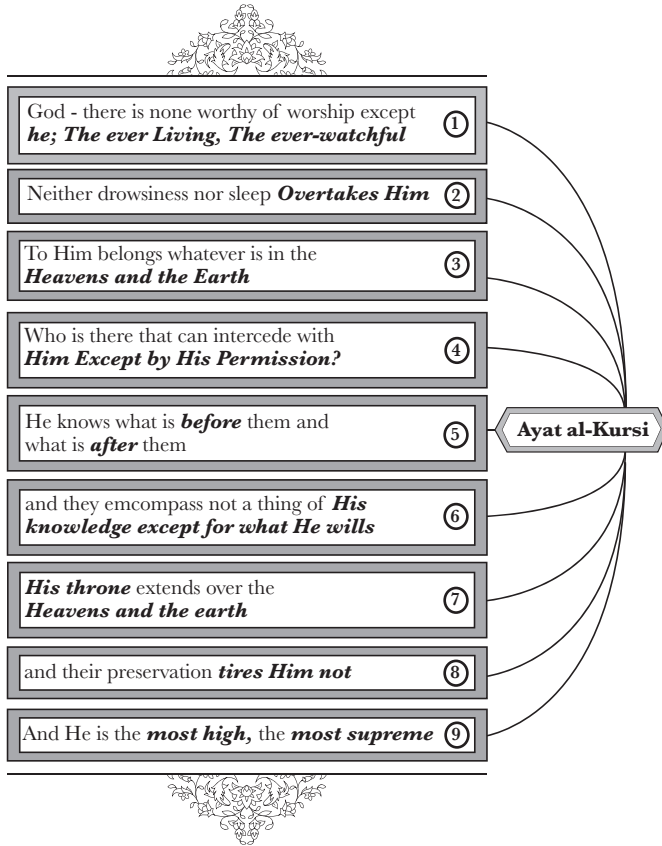 God - there is none worthy of worship except
he; The ever Living, The ever-watchful
1
Neither drowsiness nor sleep Overtakes Him
2
To Him belongs whatever is in the
Heavens and the Earth
3
Who is there that can intercede with
Him Except by His Permission?
4
He knows what is before them and
what is after them
5
and they emcompass not a thing of His
knowledge except for what He wills
6
His throne extends over the
Heavens and the earth
7
and their preservation tires Him not
8
And He is the most high, the most supreme
9
Ayat al-Kursi